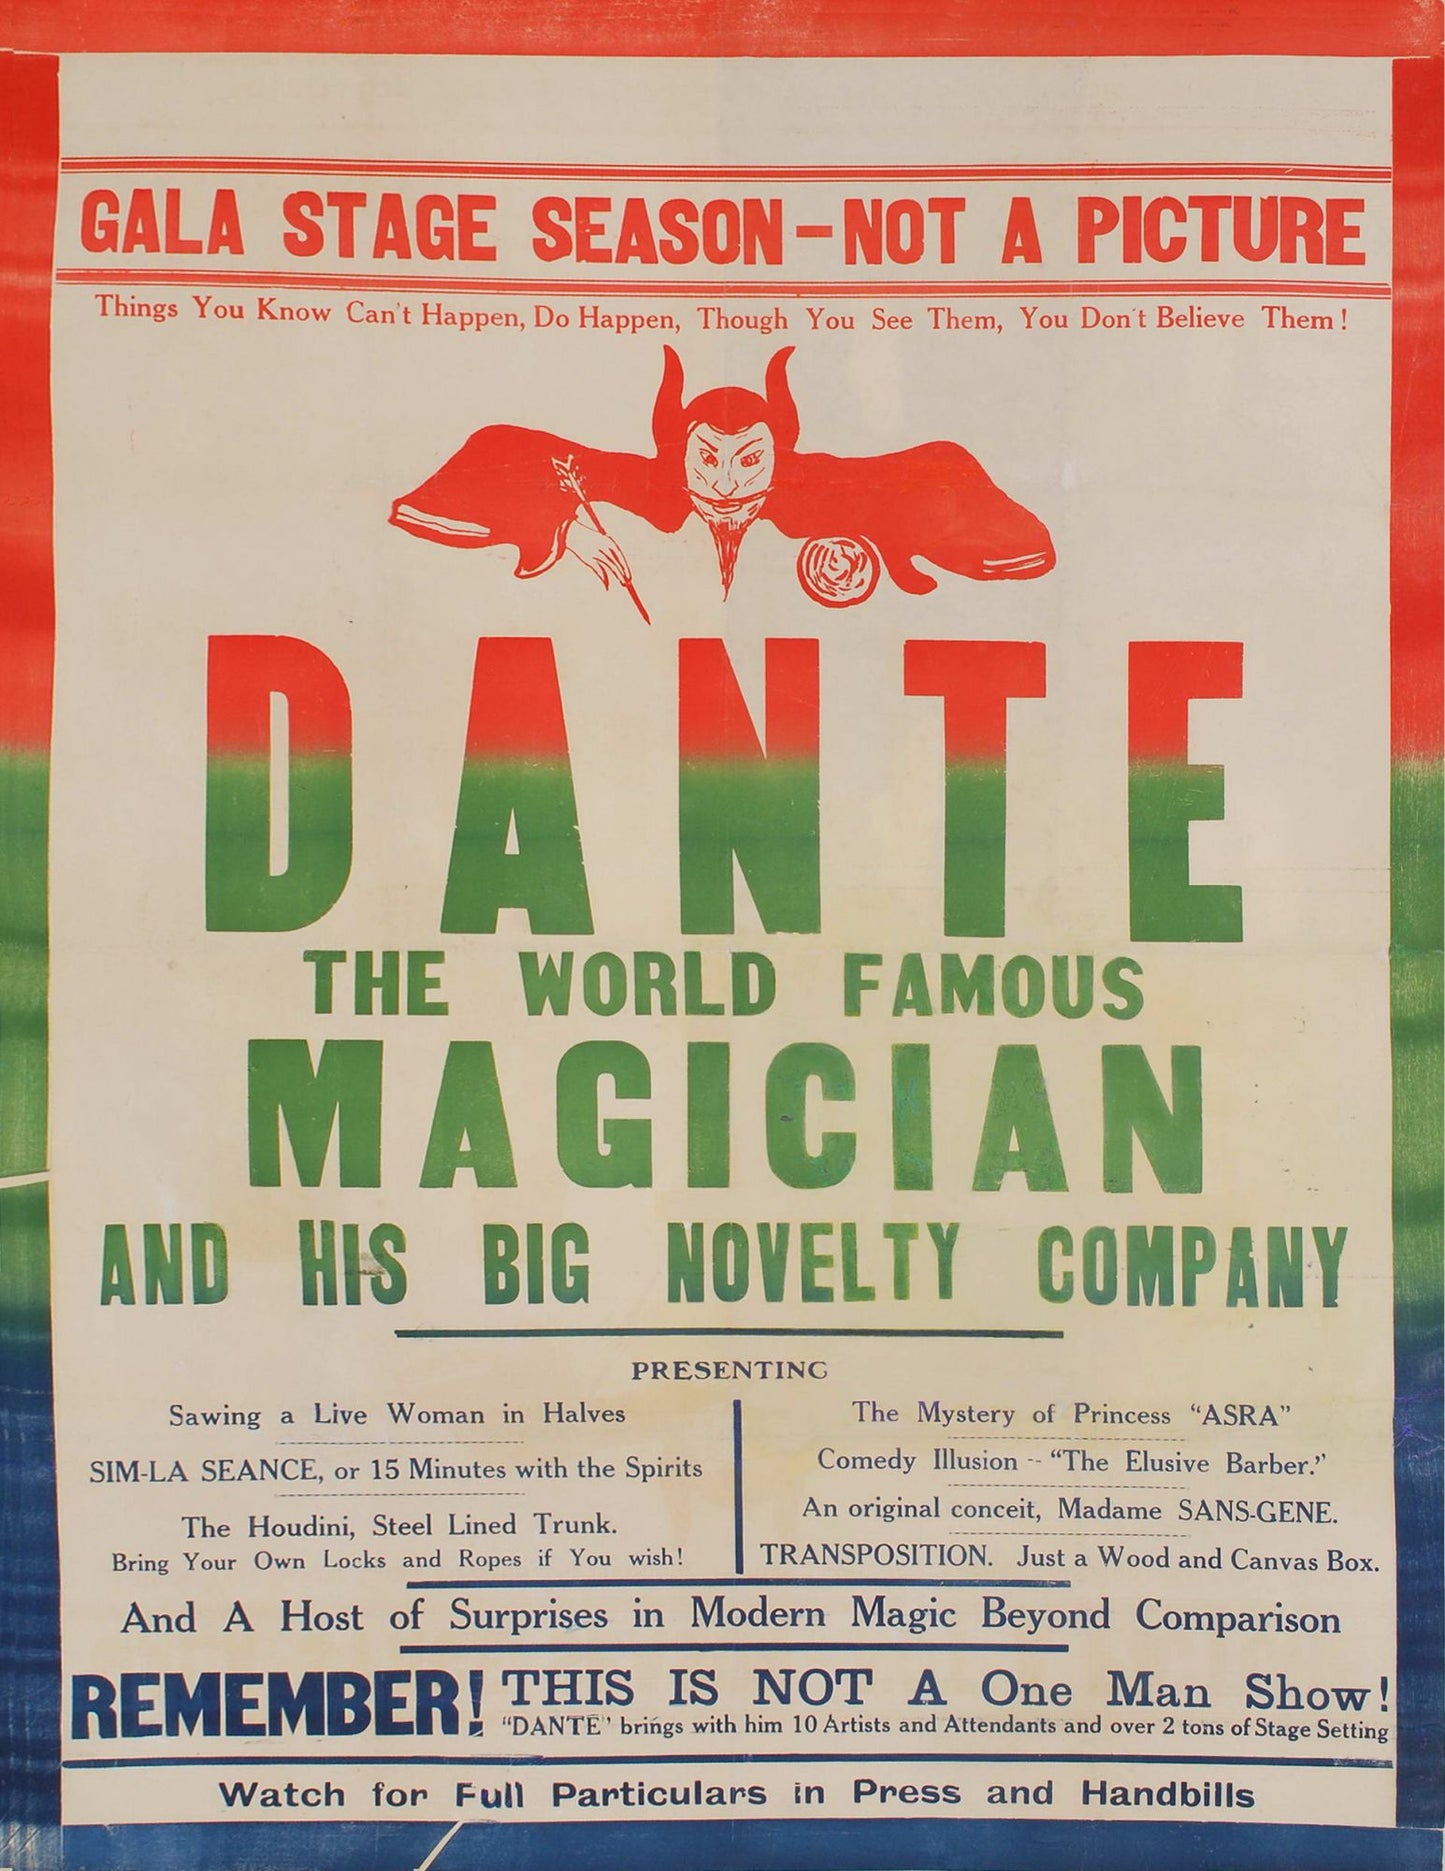 GALA STAGE SEASON – NOT A PICTURE
Things You Know Can't Happen, Do Happen, Though You See Them, You Don't Believe Them!
DANTE
THE WORLD FAMOUS
MAGICIAN
AND HIS BIG NOVELTY COMPANY
PRESENTING
Sawing a Live Woman in Halves
SIM-LA SEANCE, or 15 Minutes with the Spirits
The Houdini, Steel Lined Trunk.
Bring Your Own Locks and Ropes if You wish!
The Mystery of Princess "ASRA"
Comedy Illusion -- "The Elusive Barber."
An original conceit, Madame SANS-GENE.
TRANSPOSITION. Just a Wood and Canvas Box.
And A Host of Surprises in Modern Magic Beyond Comparison
REMEMBER! THIS IS NOT A One Man Show!
"DANTE" brings with him 10 Artists and Attendants and over 2 tons of Stage Setting
Watch for Full Particulars in Press and Handbills